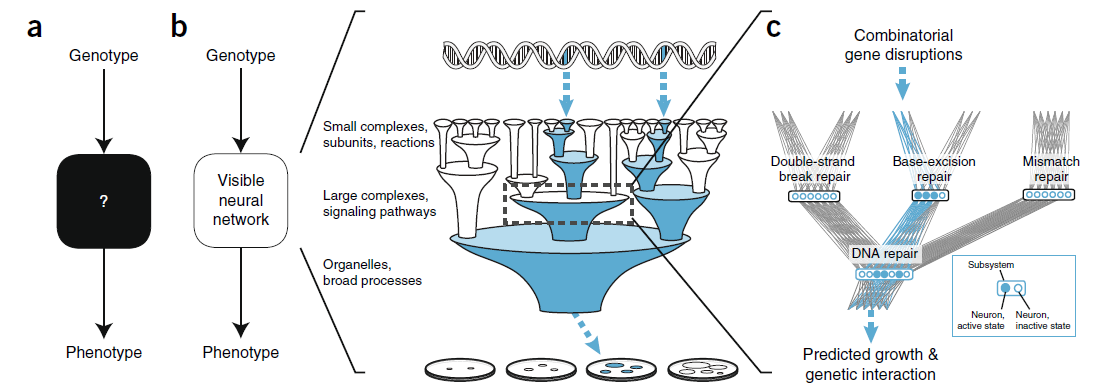 a
Genotype
?
Phenotype
b
Genotype
Visible
neural
network
Phenotype
Small complexes,
subunits, reactions
Large complexes,
signaling pathways
Organelles,
broad processes
c
Combinatorial
gene disruptions
Double-strand
break repair
Base-excision
repair
Mismatch
repair
DNA repair
Subsystem
Neuron,
active state
Neuron,
inactive state
Predicted growth &
genetic interaction